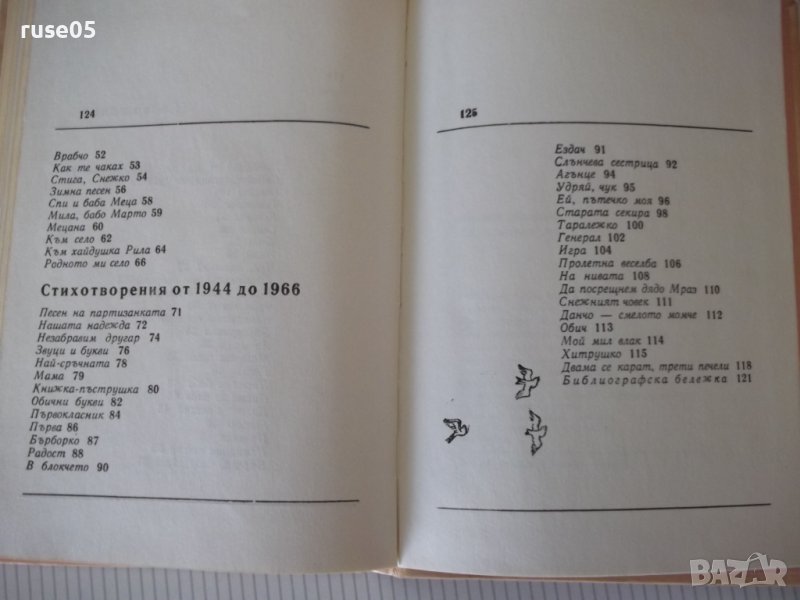 ruse05
124
Врабчо 52
Как те чаках 53
Стига, Снежко 54
Зимна песен 56
Спи и баба Меца 58
Мила, бабо Марто 59
Мецана 60
Към село 62
Към хайдушка Рила 64
Родното ми село 66
Стихотворения от 1944 до 1966
Песен на партизанката 71
Нашата надежда 72
Незабравим другар 74
Звуци и букви 76
Най-сръчната 78
Мама 79
Книжка-пъструшка 80
Обични букви 82
Първокласник 84
Първа 86
Бърборко 87
Радост 88
В блокчето 90
125
Ездач 91
Слънчева сестрица 92
Агънце 94
Удряй, чук 95
Ей, пътечко моя 96
Старата секира 98
Таралежко 100
Генерал 102
Игра 104
Пролетна веселба 106
На нивата 108
Да посрещнем дядо Мраз 110
Снежният човек 111
Данчо — смелото момче 112
Обич 113
Мой мил влак 114
Хитрушко 115
Двама се карат, трети печели 118
Библиографска бележка 121
BAZAR